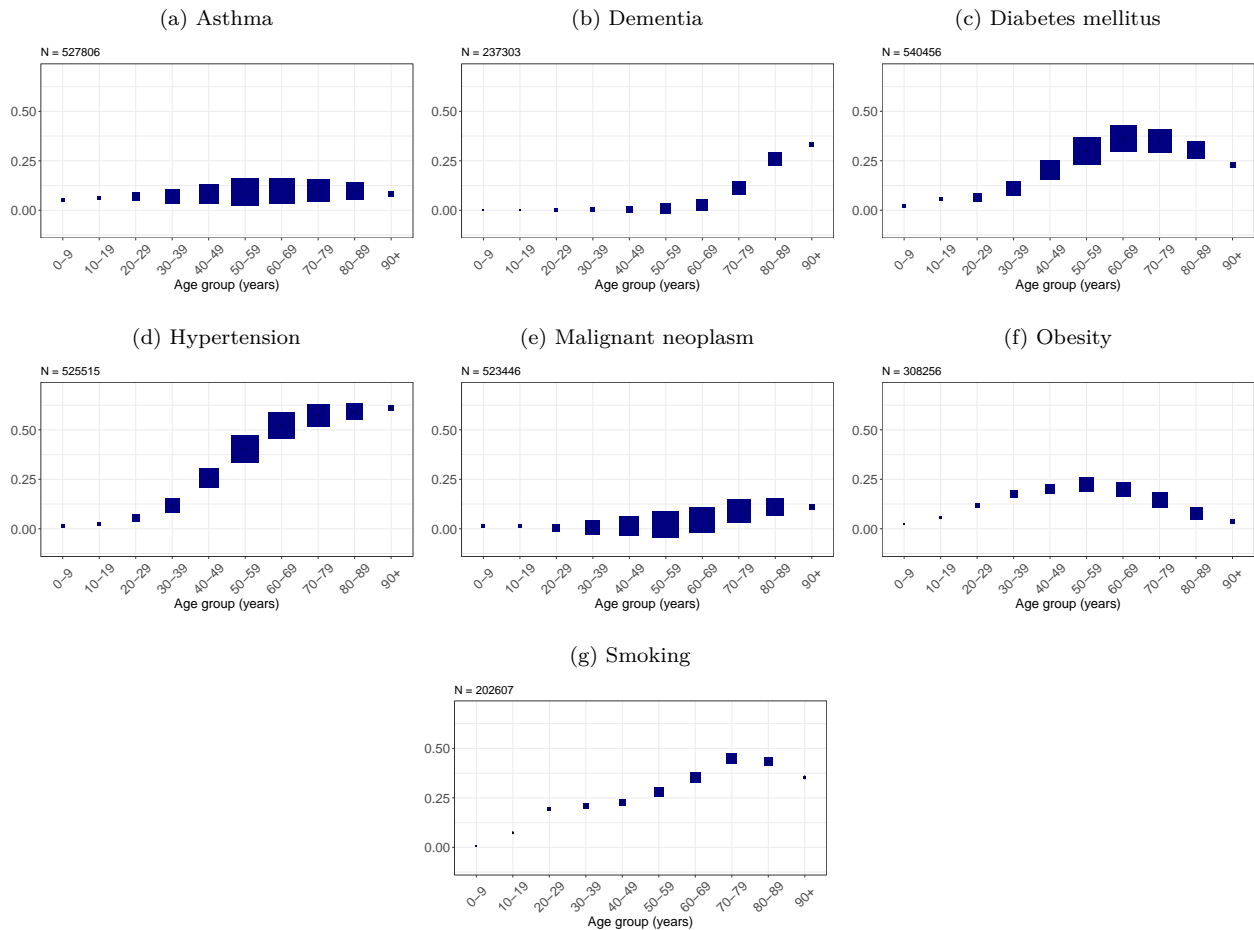 (a) Asthma
(b) Dementia
(c) Diabetes mellitus
N = 527806
N = 237303
N = 540456
0.50
0.25
0.00
0.50
0.25
0.00
0.50
0.25
0.00
0−9 10−19 20−29 30−39 40−49 50−59 60−69 70−79 80−89 90+
0−9 10−19 20−29 30−39 40−49 50−59 60−69 70−79 80−89 90+
0−9 10−19 20−29 30−39 40−49 50−59 60−69 70−79 80−89 90+
Age group (years)
Age group (years)
Age group (years)
(d) Hypertension
(e) Malignant neoplasm
(f) Obesity
N = 525515
N = 523446
N = 308256
0.50
0.25
0.00
0.50
0.25
0.00
0.50
0.25
0.00
0−9 10−19 20−29 30−39 40−49 50−59 60−69 70−79 80−89 90+
0−9 10−19 20−29 30−39 40−49 50−59 60−69 70−79 80−89 90+
0−9 10−19 20−29 30−39 40−49 50−59 60−69 70−79 80−89 90+
Age group (years)
Age group (years)
Age group (years)
(g) Smoking
N = 202607
0.50
0.25
0.00
0−9 10−19 20−29 30−39 40−49 50−59 60−69 70−79 80−89 90+
Age group (years)